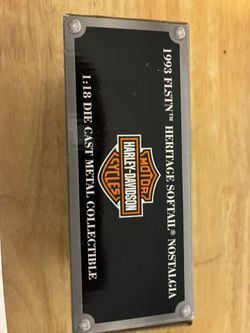 1993 FLSTN™ HERITAGE SOFTAIL® NOSTALGIA
MOTOR
HARLEY-DAVIDSON
CYCLES
1:18 DIE CAST METAL COLLECTIBLE